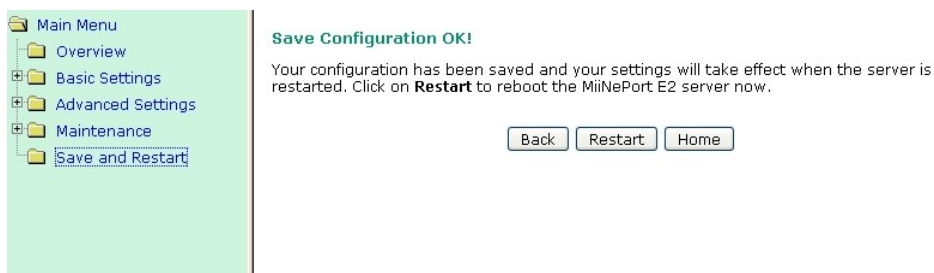 Main Menu
Overview
Basic Settings
Advanced Settings
Maintenance
Save and Restart
Save Configuration OK!
Your configuration has been saved and your settings will take effect when the server is
restarted. Click on Restart to reboot the MiiNePort E2 server now.
Back Restart Home